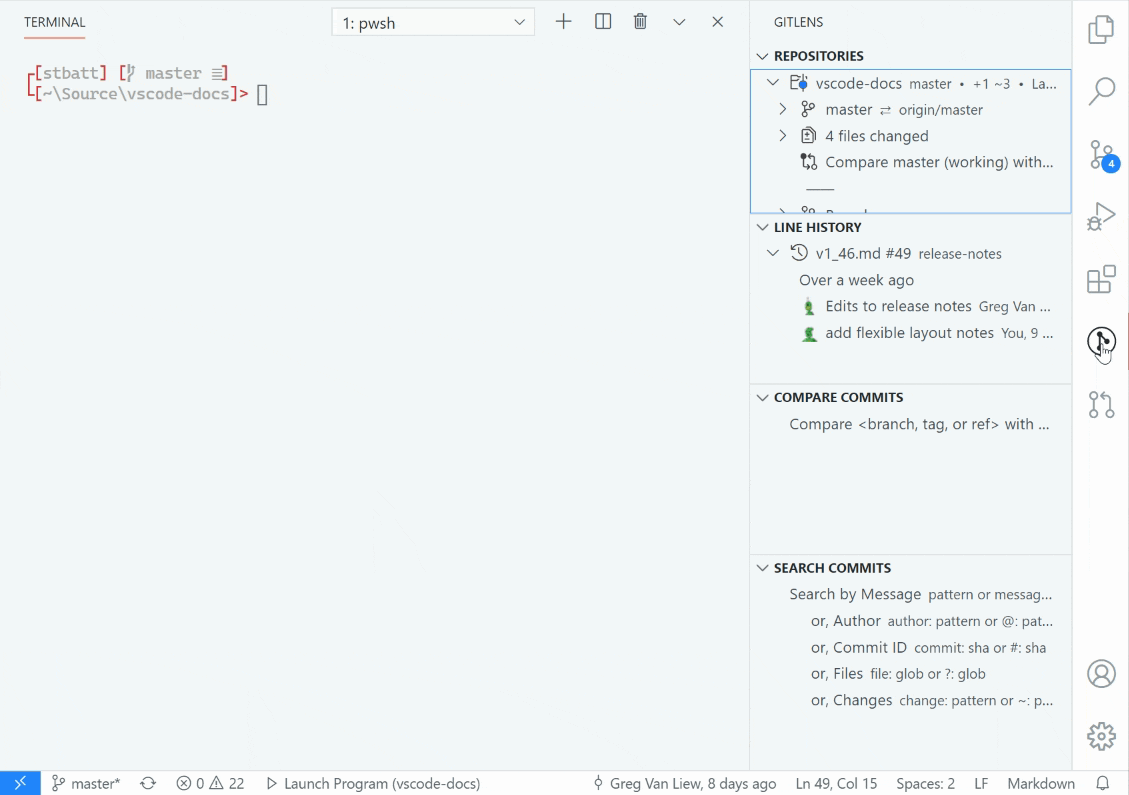 TERMINAL
1: pwsh
[stbatt] [ master ≡]
[~\Source\vscode-docs]>
GITLENS
REPOSITORIES
vscode-docs master • +1 ~3 • La...
master ⇄ origin/master
4 files changed
Compare master (working) with...
LINE HISTORY
v1_46.md #49 release-notes
Over a week ago
Edits to release notes Greg Van ...
add flexible layout notes You, 9 ...
COMPARE COMMITS
Compare <branch, tag, or ref> with ...
SEARCH COMMITS
Search by Message pattern or messag...
or, Author author: pattern or @: pat...
or, Commit ID commit: sha or #: sha
or, Files file: glob or ?: glob
or, Changes change: pattern or ~: p...
4
master* 0 22 Launch Program (vscode-docs) Greg Van Liew, 8 days ago Ln 49, Col 15 Spaces: 2 LF Markdown